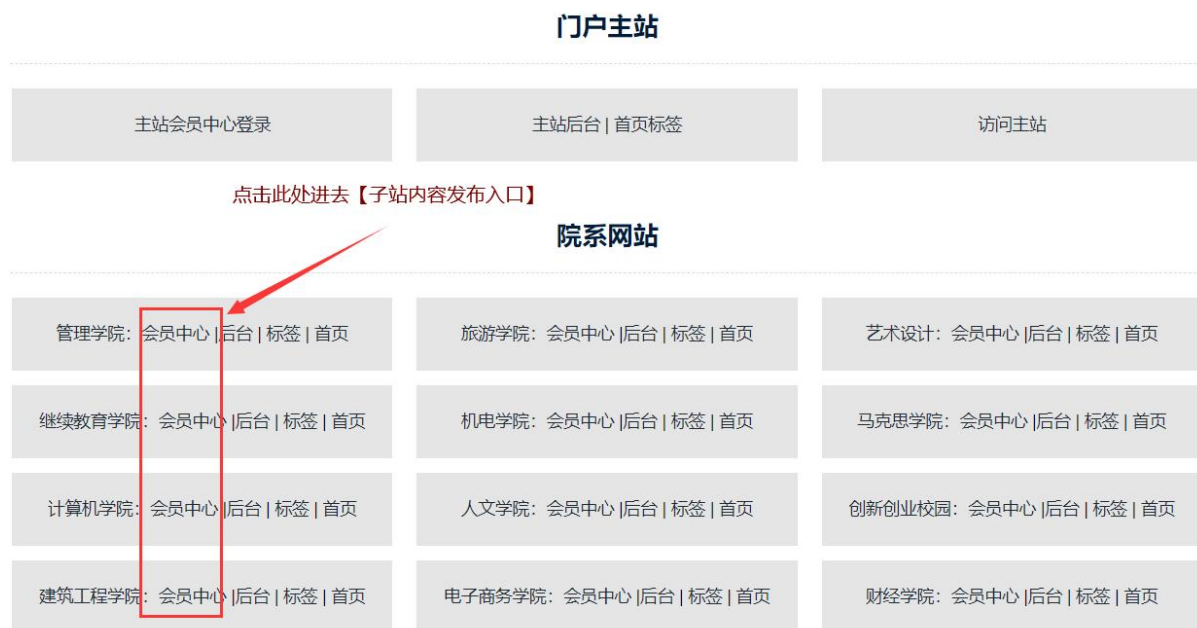 门户主站
主站会员中心登录
主站后台 | 首页标签
访问主站
点击此处进去【子站内容发布入口】
院系网站
管理学院：会员中心 |后台 | 标签 | 首页
旅游学院：会员中心 |后台 | 标签 | 首页
艺术设计：会员中心 |后台 | 标签 | 首页
继续教育学院：会员中心 |后台 | 标签 | 首页
机电学院：会员中心 |后台 | 标签 | 首页
马克思学院：会员中心 |后台 | 标签 | 首页
计算机学院：会员中心 |后台 | 标签 | 首页
人文学院：会员中心 |后台 | 标签 | 首页
创新创业校园：会员中心 |后台 | 标签 | 首页
建筑工程学院：会员中心 |后台 | 标签 | 首页
电子商务学院：会员中心 |后台 | 标签 | 首页
财经学院：会员中心 |后台 | 标签 | 首页